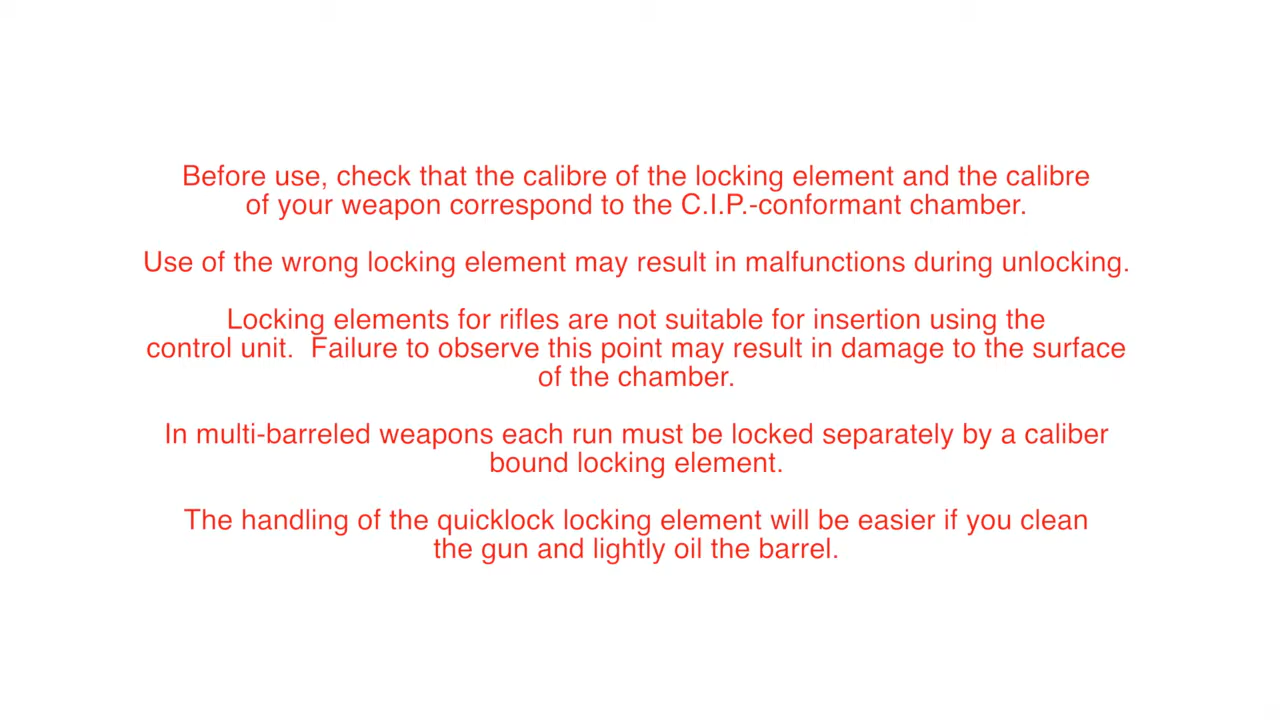 Before use, check that the calibre of the locking element and the calibre
of your weapon correspond to the C.I.P.-conformant chamber.
Use of the wrong locking element may result in malfunctions during unlocking.
Locking elements for rifles are not suitable for insertion using the
control unit.  Failure to observe this point may result in damage to the surface
of the chamber.
In multi-barreled weapons each run must be locked separately by a caliber
bound locking element.
The handling of the quicklock locking element will be easier if you clean
the gun and lightly oil the barrel.